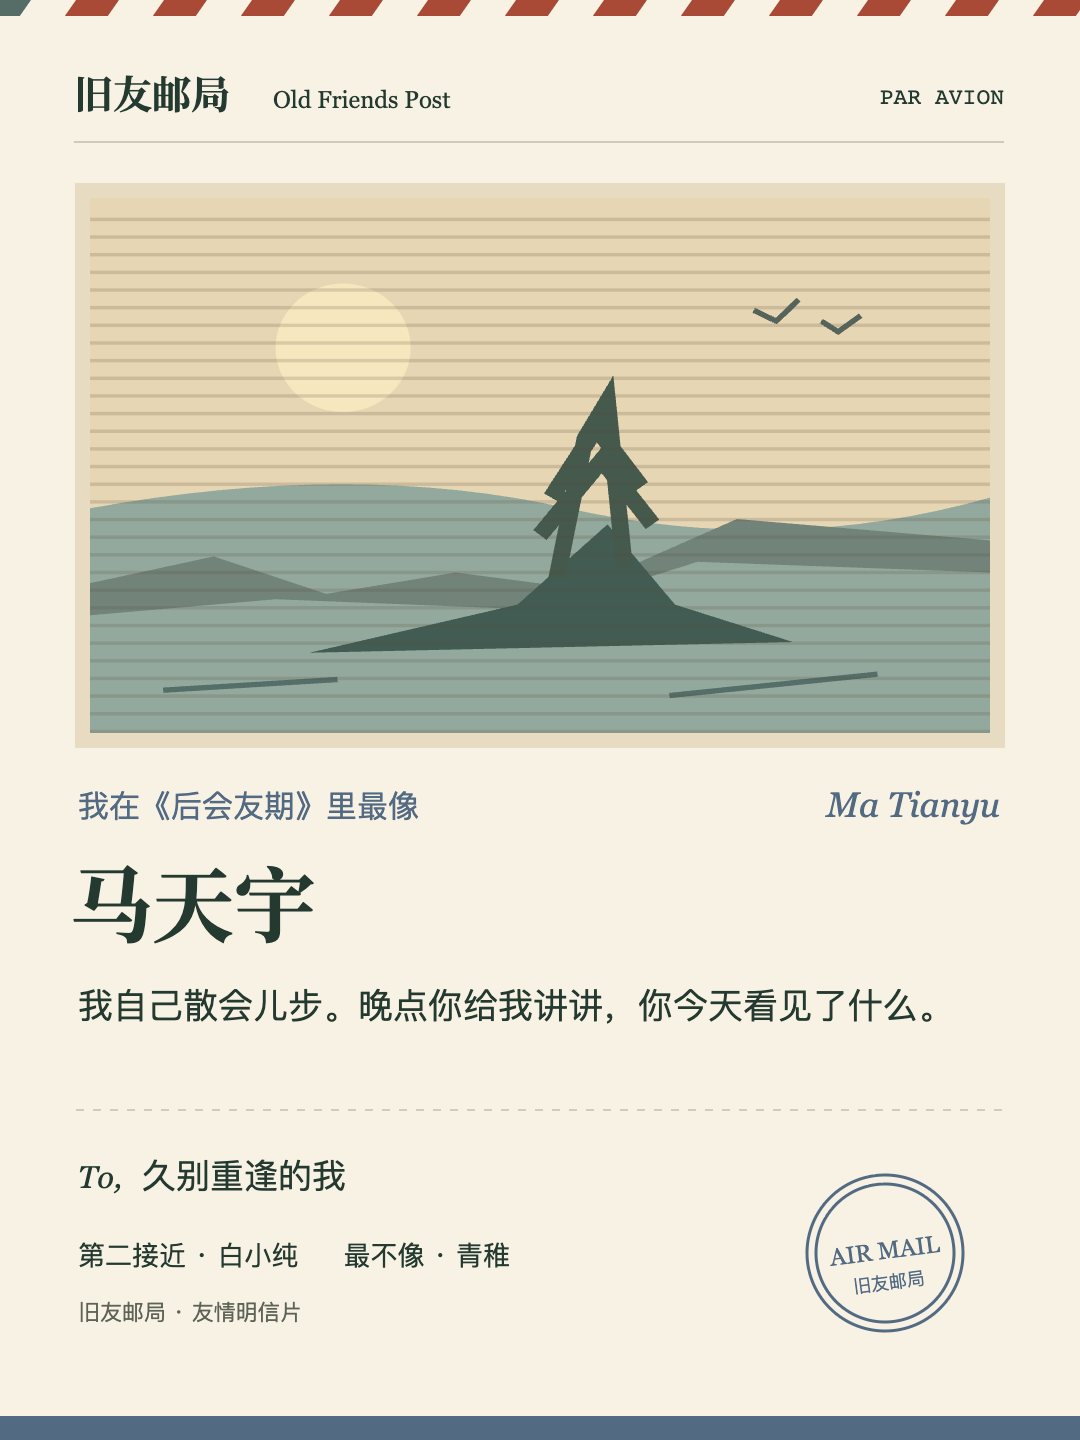 旧友邮局 Old Friends Post PAR AVION
我在《后会友期》里最像 Ma Tianyu
马天宇
我自己散会儿步。晚点你给我讲讲，你今天看见了什么。
To, 久别重逢的我
第二接近 · 白小纯 最不像 · 青稚
旧友邮局 · 友情明信片
AIR MAIL
旧友邮局